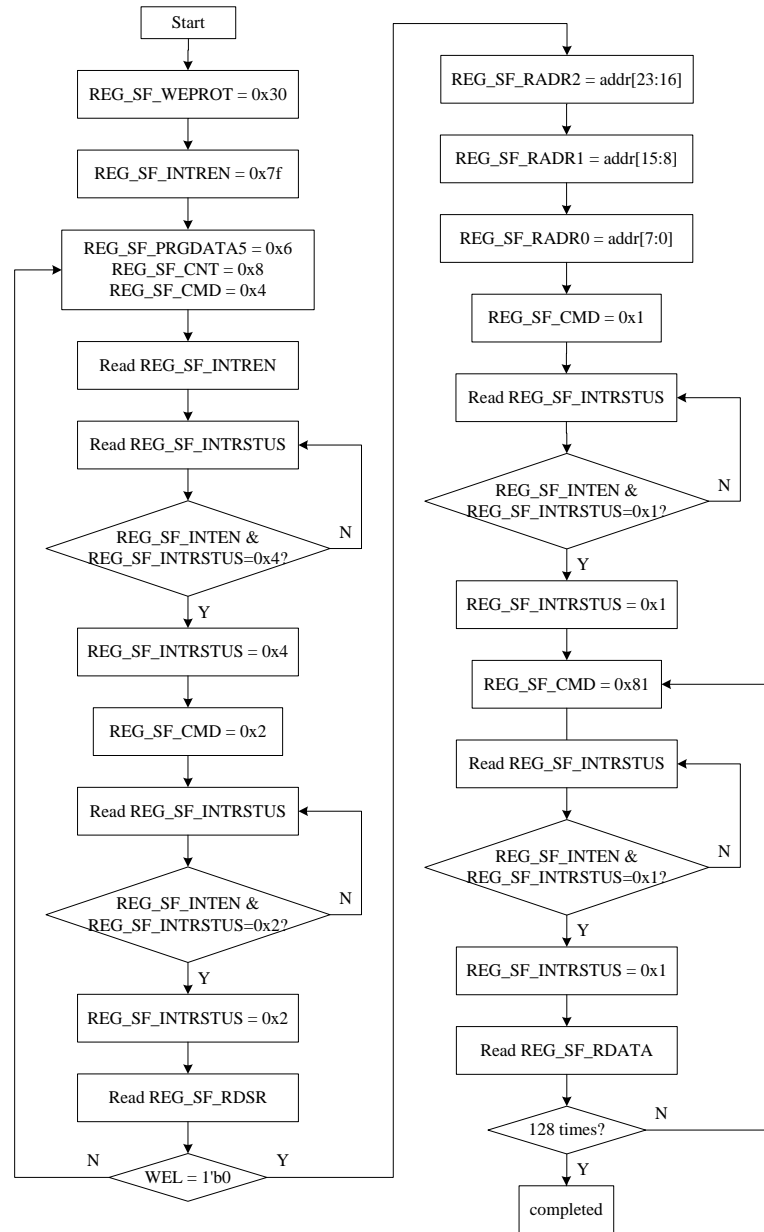 Start
REG_SF_WEPROT = 0x30
REG_SF_INTREN = 0x7f
REG_SF_PRGDATA5 = 0x6
REG_SF_CNT = 0x8
REG_SF_CMD = 0x4
Read REG_SF_INTREN
Read REG_SF_INTRSTUS
REG_SF_INTEN &
REG_SF_INTRSTUS=0x4?
N
Y
REG_SF_INTRSTUS = 0x4
REG_SF_CMD = 0x2
Read REG_SF_INTRSTUS
REG_SF_INTEN &
REG_SF_INTRSTUS=0x2?
N
Y
REG_SF_INTRSTUS = 0x2
Read REG_SF_RDSR
N
WEL = 1'b0
Y
REG_SF_RADR2 = addr[23:16]
REG_SF_RADR1 = addr[15:8]
REG_SF_RADR0 = addr[7:0]
REG_SF_CMD = 0x1
Read REG_SF_INTRSTUS
REG_SF_INTEN &
REG_SF_INTRSTUS=0x1?
N
Y
REG_SF_INTRSTUS = 0x1
REG_SF_CMD = 0x81
Read REG_SF_INTRSTUS
REG_SF_INTEN &
REG_SF_INTRSTUS=0x1?
N
Y
REG_SF_INTRSTUS = 0x1
Read REG_SF_RDATA
128 times?
N
Y
completed